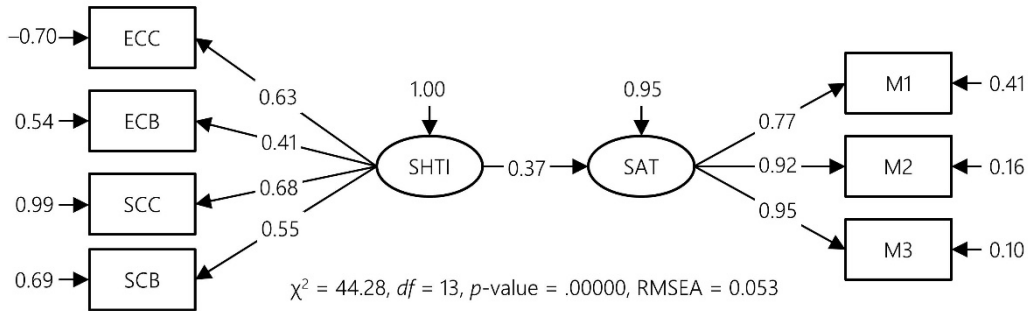 −0.70 ECC
0.63
0.54 ECB
0.41
0.99 SCC
0.68
0.69 SCB
0.55
1.00
SHTI
0.37
0.95
SAT
0.77
M1 0.41
0.92
M2 0.16
0.95
M3 0.10
χ² = 44.28, df = 13, p-value = .00000, RMSEA = 0.053